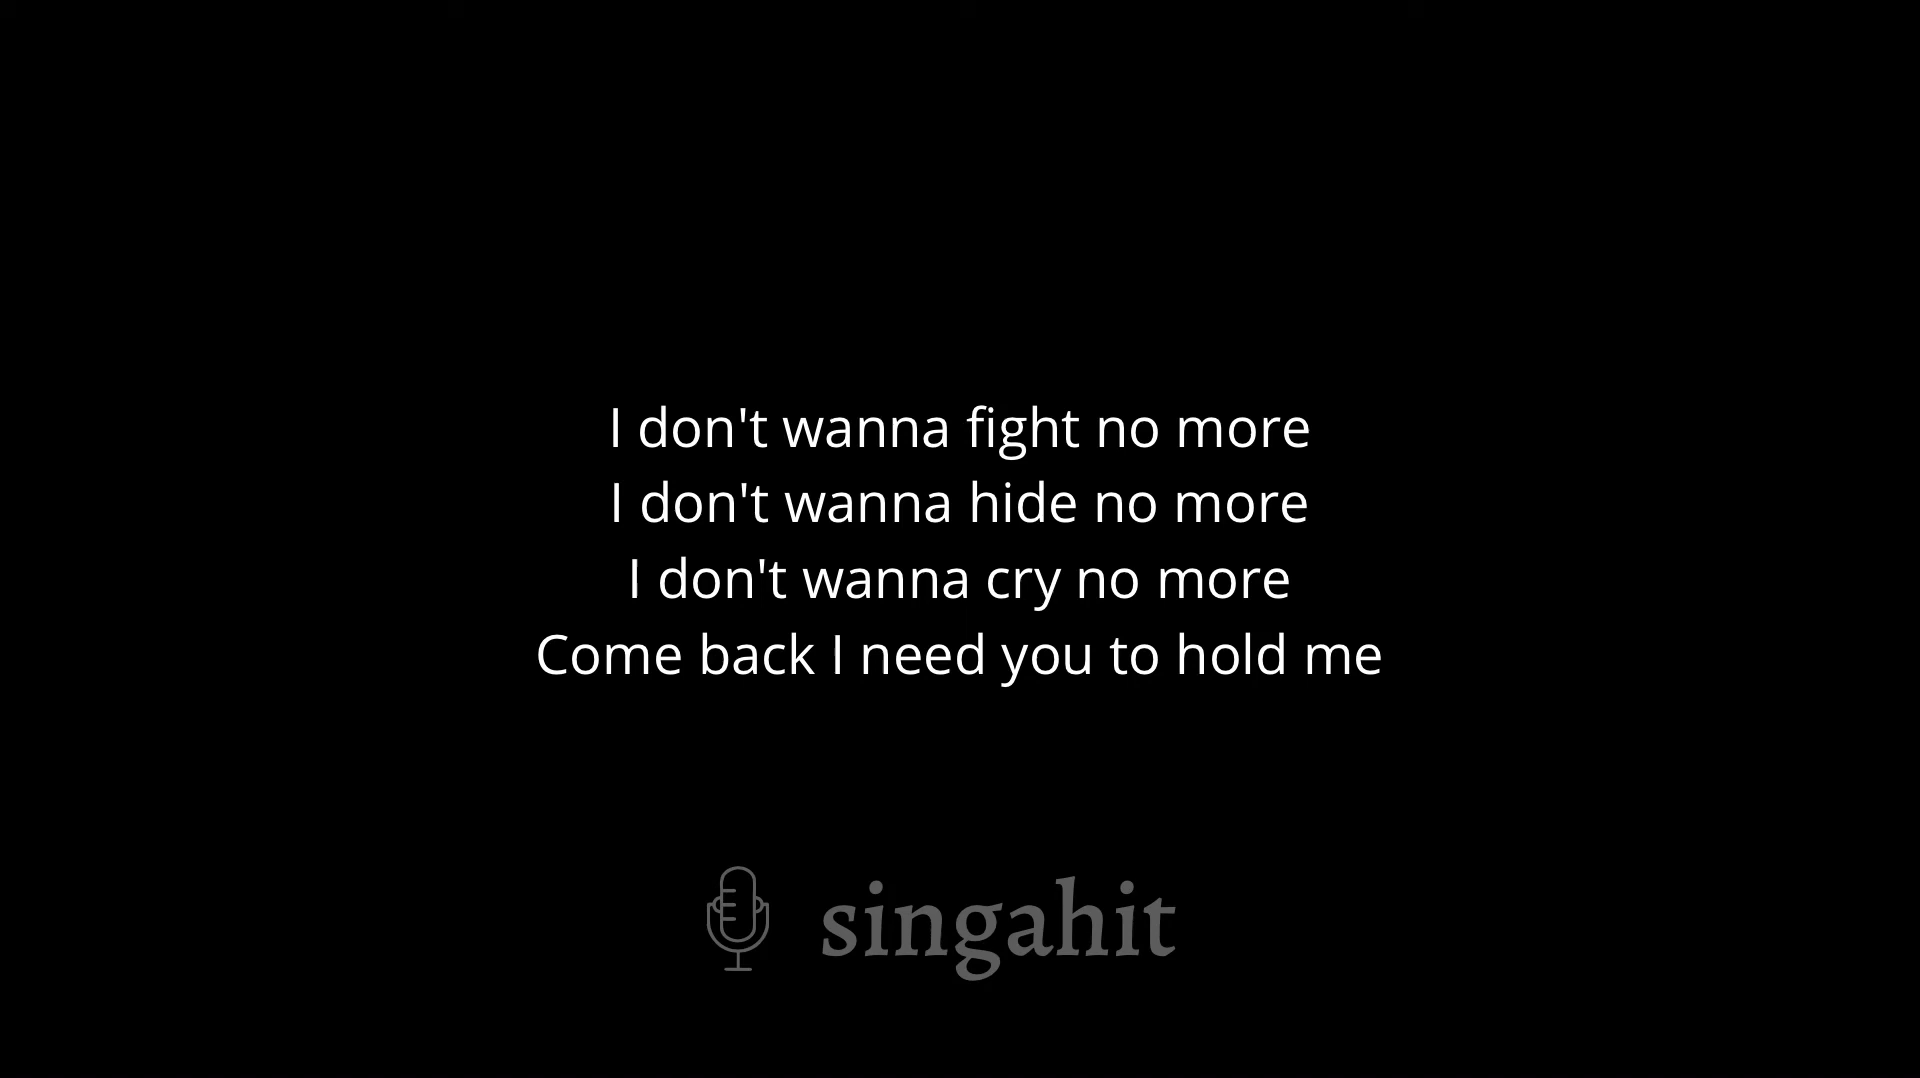 I don't wanna fight no more
I don't wanna hide no more
I don't wanna cry no more
Come back I need you to hold me
singahit